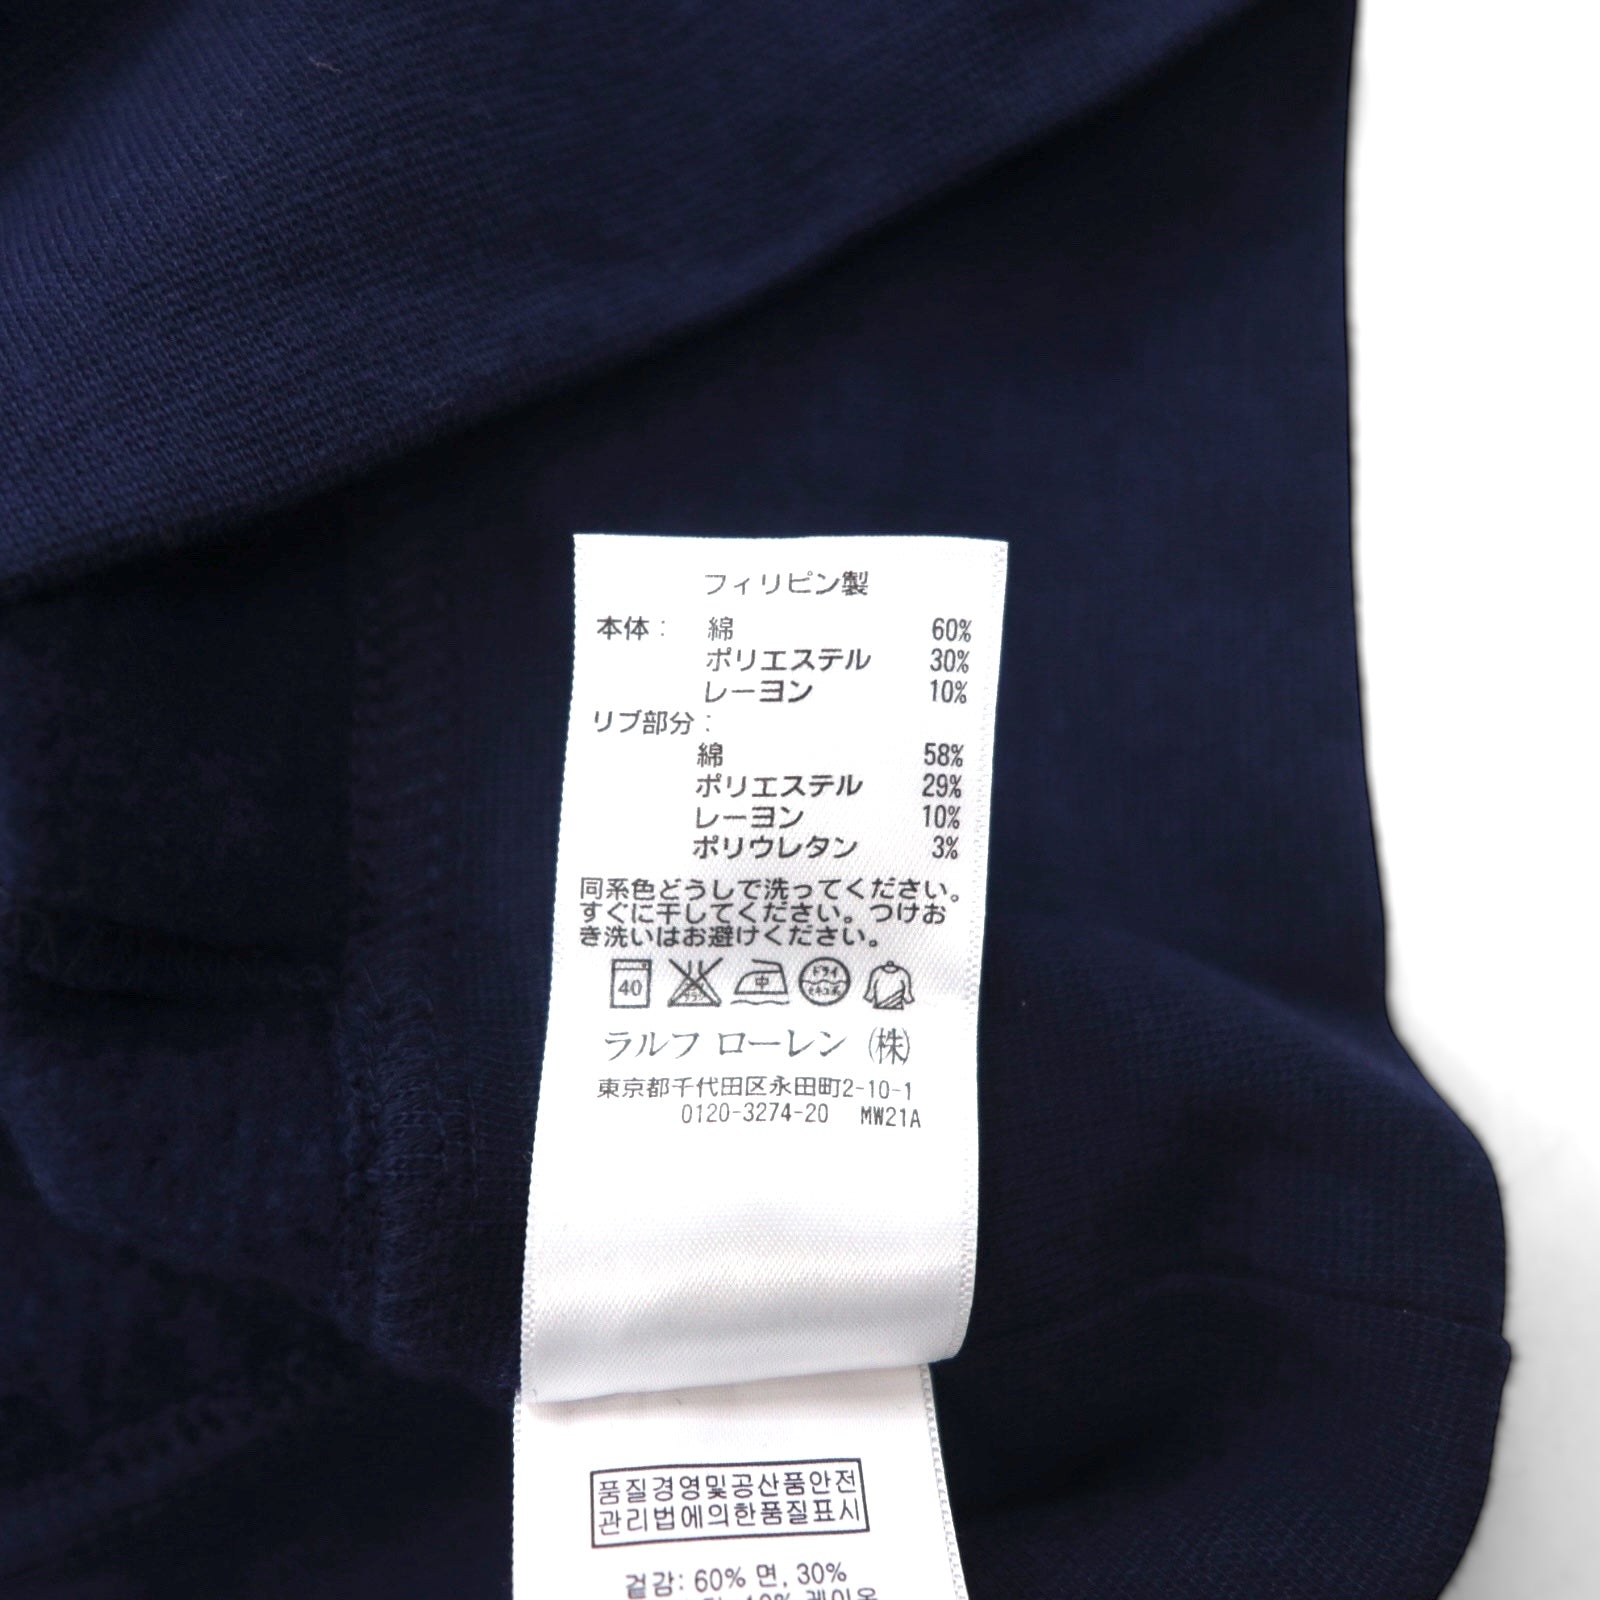 フィリピン製
本体： 綿 60%
ポリエステル 30%
レーヨン 10%
リブ部分：
綿 58%
ポリエステル 29%
レーヨン 10%
ポリウレタン 3%
同系色どうしで洗ってください。
すぐに干してください。つけお
き洗いはお避けください。
40 中 ドライ
ラルフ ローレン (株)
東京都千代田区永田町2-10-1
0120-3274-20 MW21A
품질경영및공산품안전
관리법에의한품질표시
겉감: 60% 면, 30%